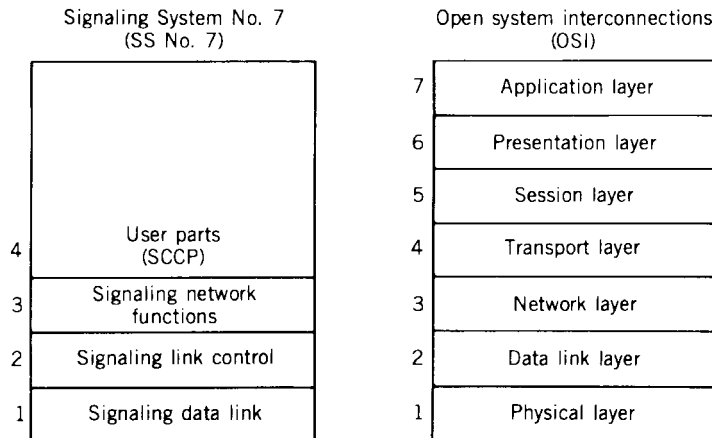 Signaling System No. 7
(SS No. 7)
4
User parts
(SCCP)
3
Signaling network
functions
2
Signaling link control
1
Signaling data link
Open system interconnections
(OSI)
7
Application layer
6
Presentation layer
5
Session layer
4
Transport layer
3
Network layer
2
Data link layer
1
Physical layer